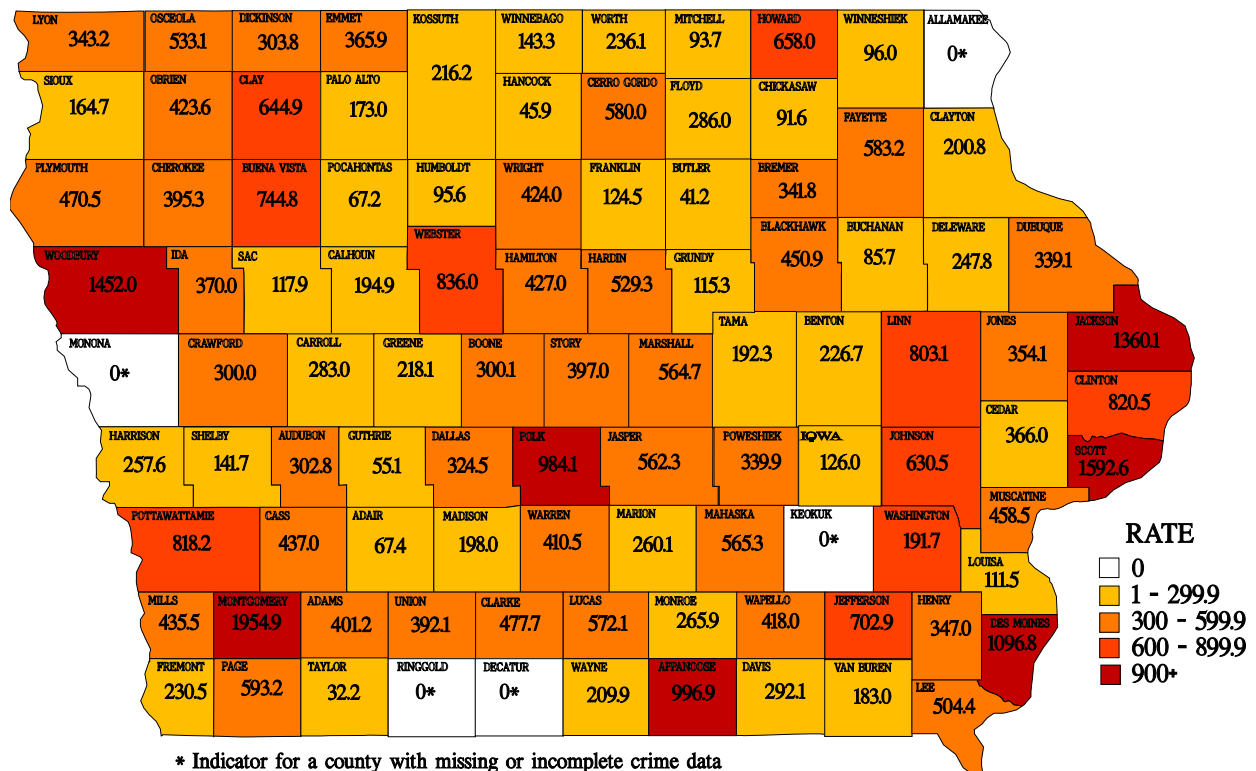 LYON OSCEOLA DICKINSON EMMET KOSSUTH WINNEBAGO WORTH MITCHELL HOWARD WINNESHIEK ALLAMAKEE
343.2 533.1 303.8 365.9 216.2 143.3 236.1 93.7 658.0 96.0 0*
SIOUX OBRIEN CLAY PALO ALTO HANCOCK CERRO GORDO FLOYD CHICKASAW
164.7 423.6 644.9 173.0 45.9 580.0 286.0 91.6
FAYETTE CLAYTON
583.2 200.8
PLYMOUTH CHEROKEE BUENA VISTA POCAHONTAS HUMBOLDT WRIGHT FRANKLIN BUTLER BREMER
470.5 395.3 744.8 67.2 95.6 424.0 124.5 41.2 341.8
WEBSTER BLACKHAWK BUCHANAN DELEWARE DUBUQUE
836.0 450.9 85.7 247.8 339.1
WOODBURY IDA SAC CALHOUN HAMILTON HARDIN GRUNDY
1452.0 370.0 117.9 194.9 427.0 529.3 115.3
TAMA BENTON LINN JONES JACKSON
192.3 226.7 803.1 354.1 1360.1
MONONA CRAWFORD CARROLL GREENE BOONE STORY MARSHALL
0* 300.0 283.0 218.1 300.1 397.0 564.7
CLINTON
820.5
CEDAR
366.0
HARRISON SHELBY AUDUBON GUTHRIE DALLAS POLK JASPER POWESHIEK IOWA JOHNSON SCOTT
257.6 141.7 302.8 55.1 324.5 984.1 562.3 339.9 126.0 630.5 1592.6
MUSCATINE
458.5
POTTAWATTAMIE CASS ADAIR MADISON WARREN MARION MAHASKA KEOKUK WASHINGTON
818.2 437.0 67.4 198.0 410.5 260.1 565.3 0* 191.7
LOUISA
111.5
MILLS MONTGOMERY ADAMS UNION CLARKE LUCAS MONROE WAPELLO JEFFERSON HENRY DES MOINES
435.5 1954.9 401.2 392.1 477.7 572.1 265.9 418.0 702.9 347.0 1096.8
FREMONT PAGE TAYLOR RINGGOLD DECATUR WAYNE APPANOOSE DAVIS VAN BUREN LEE
230.5 593.2 32.2 0* 0* 209.9 996.9 292.1 183.0 504.4
RATE
0
1 - 299.9
300 - 599.9
600 - 899.9
900+
* Indicator for a county with missing or incomplete crime data